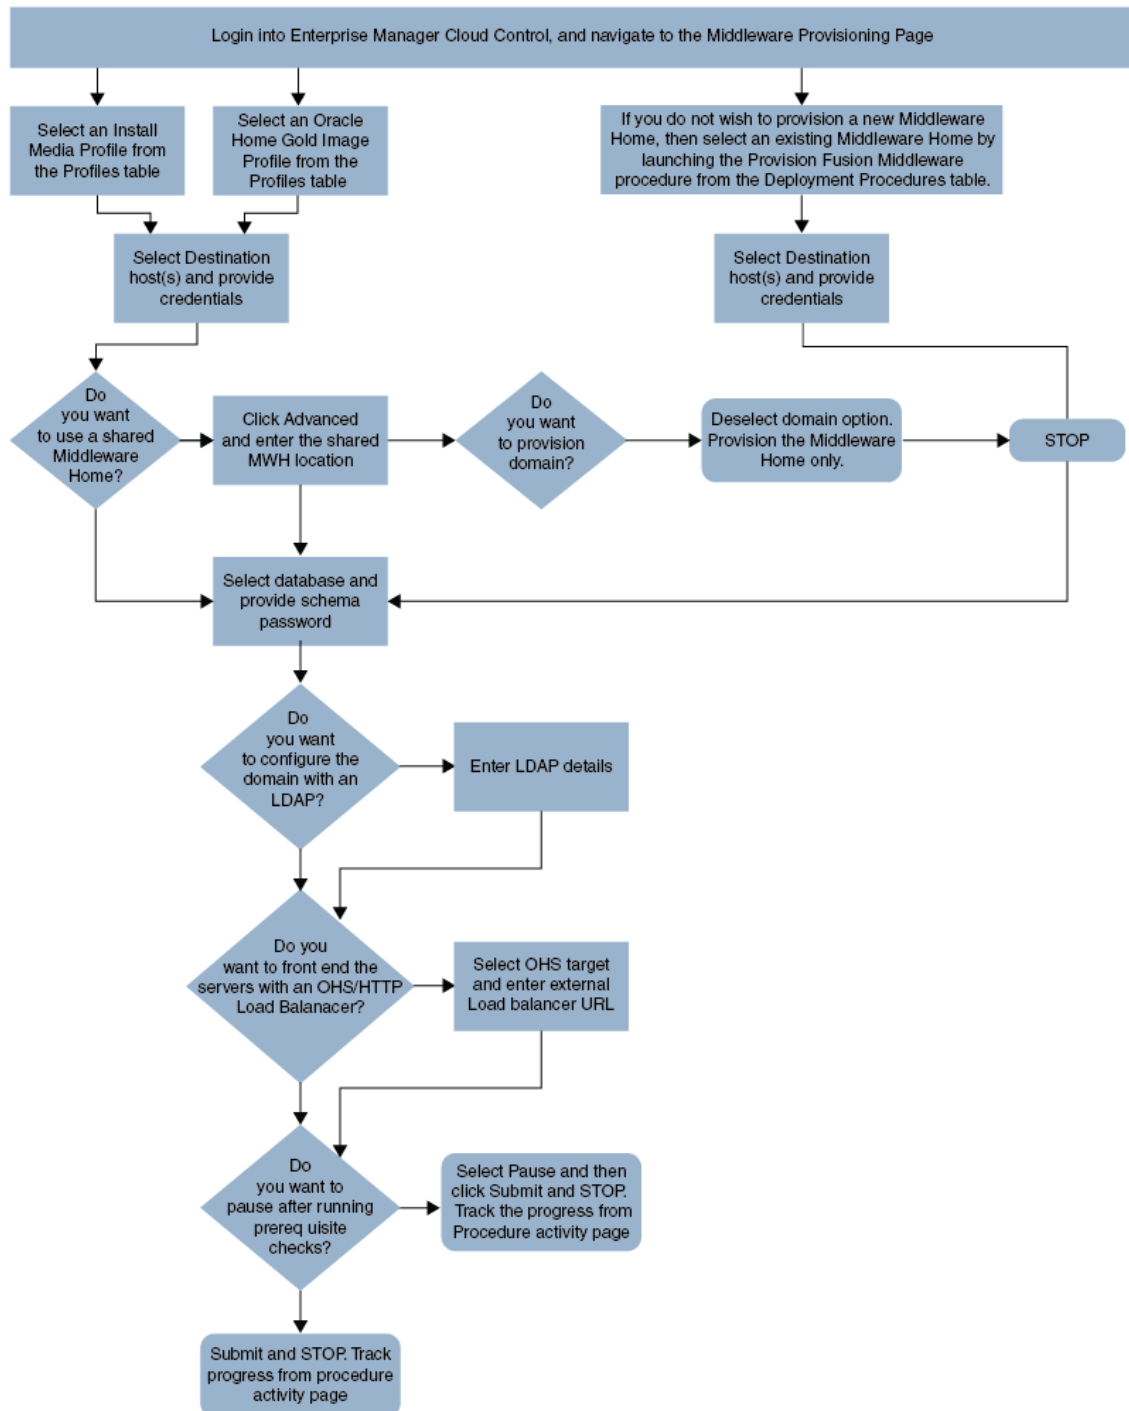 Login into Enterprise Manager Cloud Control, and navigate to the Middleware Provisioning Page
Select an Install
Media Profile from
the Profiles table
Select an Oracle
Home Gold Image
Profile from the
Profiles table
If you do not wish to provision a new Middleware
Home, then select an existing Middleware Home by
launching the Provision Fusion Middleware
procedure from the Deployment Procedures table.
Select Destination
host(s) and provide
credentials
Select Destination
host(s) and provide
credentials
Do
you want
to use a shared
Middleware
Home?
Click Advanced
and enter the shared
MWH location
Do
you want
to provision
domain?
Deselect domain option.
Provision the Middleware
Home only.
STOP
Select database and
provide schema
password
Do
you want
to configure the
domain with an
LDAP?
Enter LDAP details
Do you
want to front end the
servers with an OHS/HTTP
Load Balanacer?
Select OHS target
and enter external
Load balancer URL
Do
you want to
pause after running
prereq uisite
checks?
Select Pause and then
click Submit and STOP.
Track the progress from
Procedure activity page
Submit and STOP. Track
progress from procedure
activity page